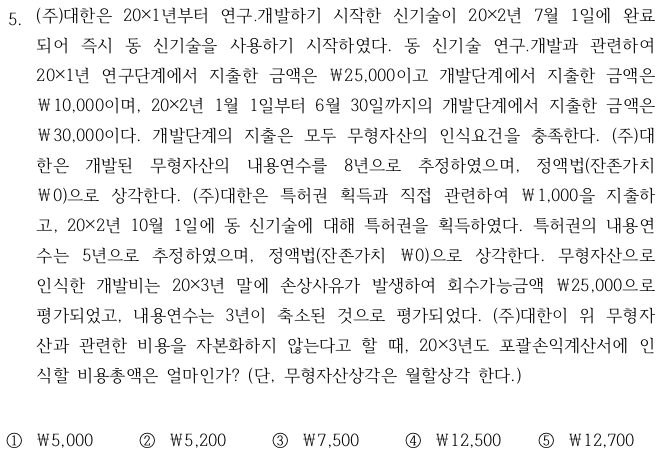 5. (주)대한은 20×1년부터 연구.개발하기 시작한 신기술이 20×2년 7월 1일에 완료
되어 즉시 동 신기술을 사용하기 시작하였다. 동 신기술 연구.개발과 관련하여
20×1년 연구단계에서 지출한 금액은 ₩25,000이고 개발단계에서 지출한 금액은
₩10,000이며, 20×2년 1월 1일부터 6월 30일까지의 개발단계에서 지출한 금액은
₩30,000이다. 개발단계의 지출은 모두 무형자산의 인식요건을 충족한다. (주)대
한은 개발된 무형자산의 내용연수를 8년으로 추정하였으며, 정액법(잔존가치
₩0)으로 상각한다. (주)대한은 특허권 획득과 직접 관련하여 ₩1,000을 지출하
고, 20×2년 10월 1일에 동 신기술에 대해 특허권을 획득하였다. 특허권의 내용연
수는 5년으로 추정하였으며, 정액법(잔존가치 ₩0)으로 상각한다. 무형자산으로
인식한 개발비는 20×3년 말에 손상사유가 발생하여 회수가능금액 ₩25,000으로
평가되었고, 내용연수는 3년이 축소된 것으로 평가되었다. (주)대한이 위 무형자
산과 관련한 비용을 자본화하지 않는다고 할 때, 20×3년도 포괄손익계산서에 인
식할 비용총액은 얼마인가? (단, 무형자산상각은 월할상각 한다.)
① ₩5,000 ② ₩5,200 ③ ₩7,500 ④ ₩12,500 ⑤ ₩12,700